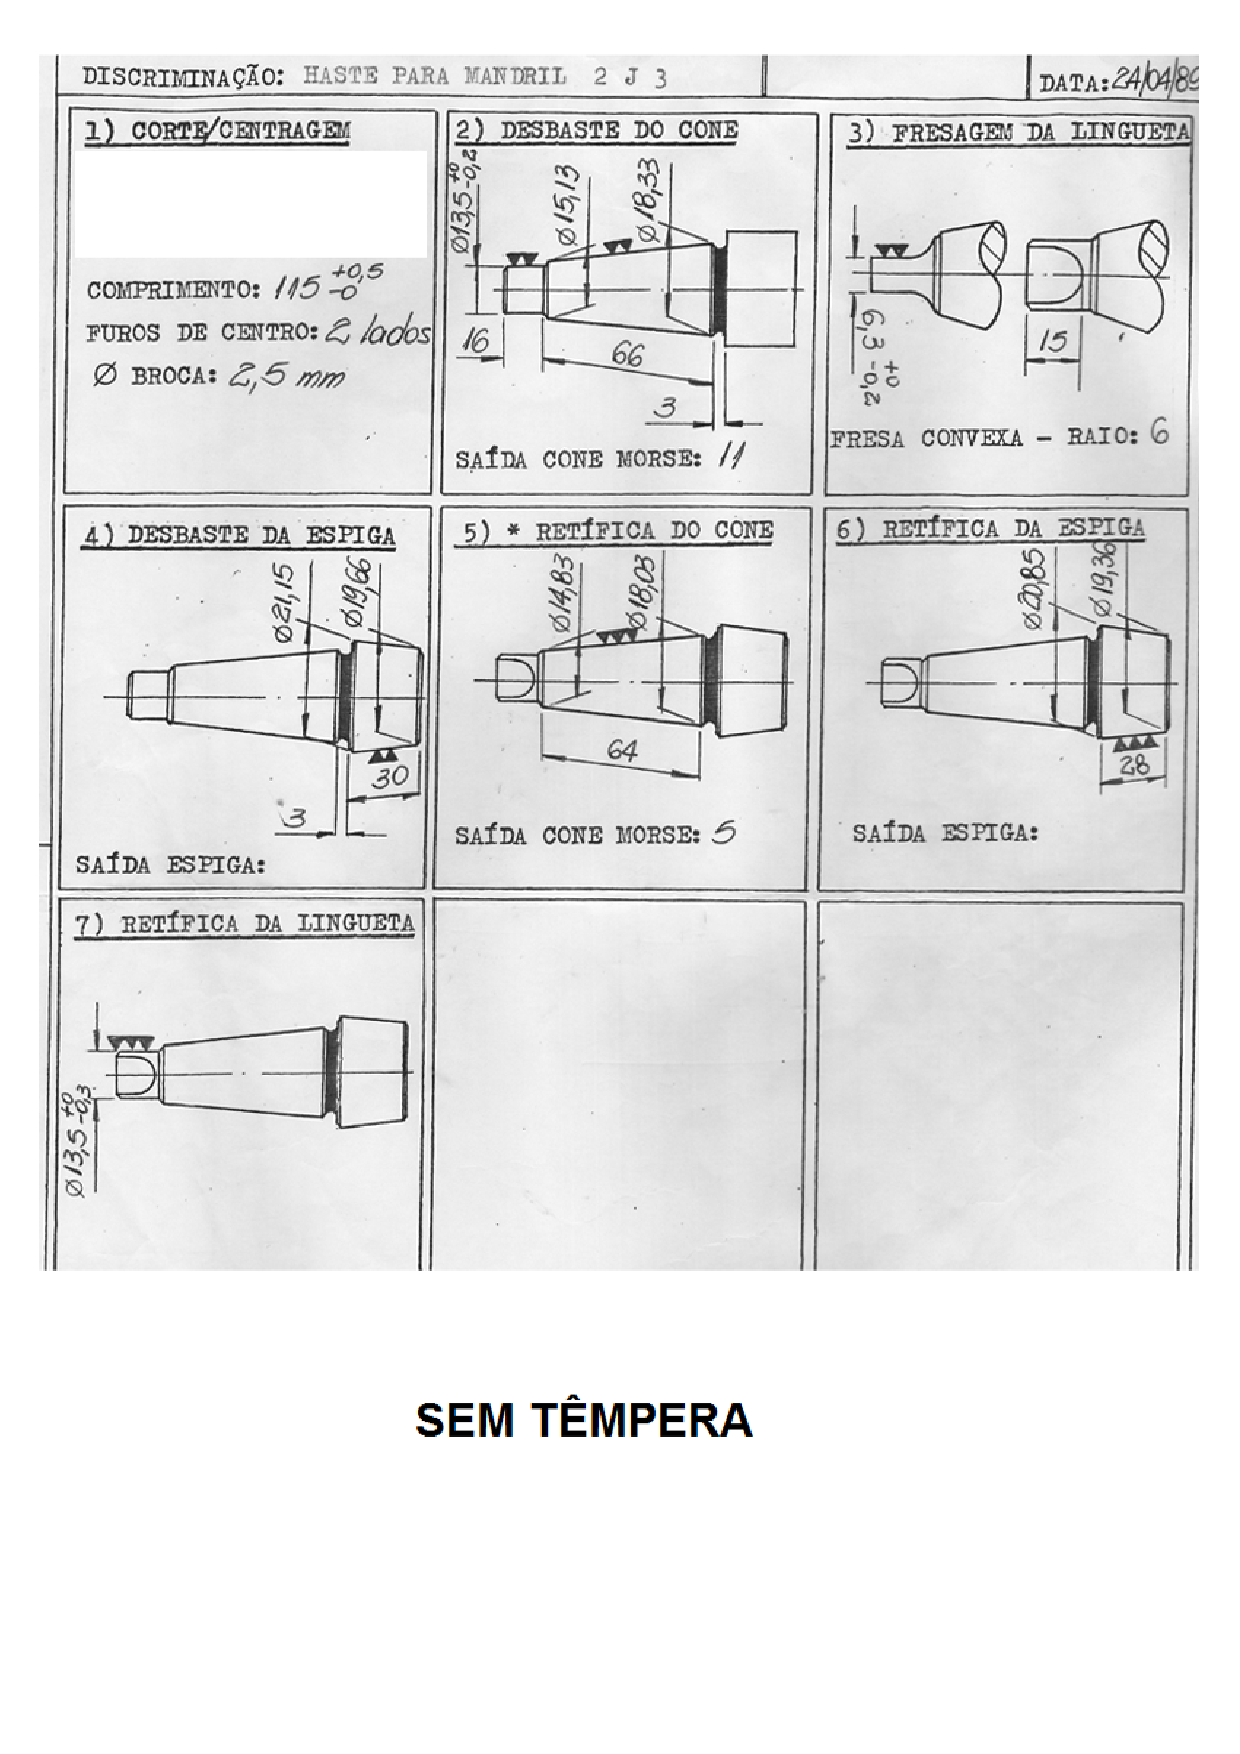 DISCRIMINAÇÃO: HASTE PARA MANDRIL 2 J 3
DATA: 24/04/89
1) CORTE/CENTRAGEM
COMPRIMENTO: 115 +0,5 -0
FUROS DE CENTRO: 2 lados
Ø BROCA: 2,5 mm
2) DESBASTE DO CONE
Ø13,5 +0 -0,2
Ø15,13
Ø18,33
16
66
3
SAÍDA CONE MORSE: 11
3) FRESAGEM DA LINGUETA
6,3 +0 -0,2
15
FRESA CONVEXA - RAIO: 6
4) DESBASTE DA ESPIGA
Ø21,15
Ø19,66
30
3
SAÍDA ESPIGA:
5) * RETÍFICA DO CONE
Ø14,83
Ø18,03
64
SAÍDA CONE MORSE: 5
6) RETÍFICA DA ESPIGA
Ø20,85
Ø19,36
28
SAÍDA ESPIGA:
7) RETÍFICA DA LINGUETA
Ø13,5 +0 -0,3
SEM TÊMPERA